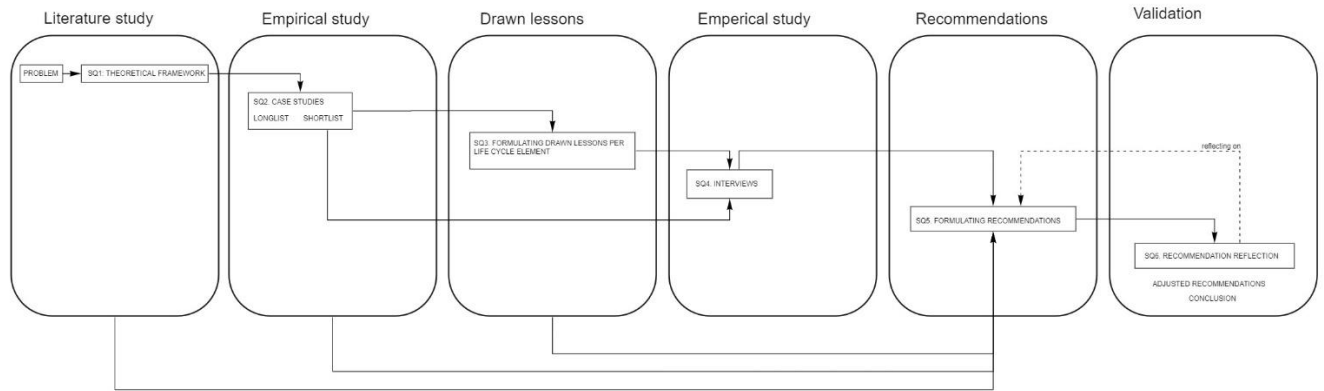 Literature study
Empirical study
Drawn lessons
Emperical study
Recommendations
Validation
PROBLEM
SQ1: THEORETICAL FRAMEWORK
SQ2. CASE STUDIES
LONGLIST SHORTLIST
SQ3. FORMULATING DRAWN LESSONS PER
LIFE CYCLE ELEMENT
SQ4. INTERVIEWS
reflecting on
SQ5. FORMULATING RECOMMENDATIONS
SQ6. RECOMMENDATION REFLECTION
ADJUSTED RECOMMENDATIONS
CONCLUSION